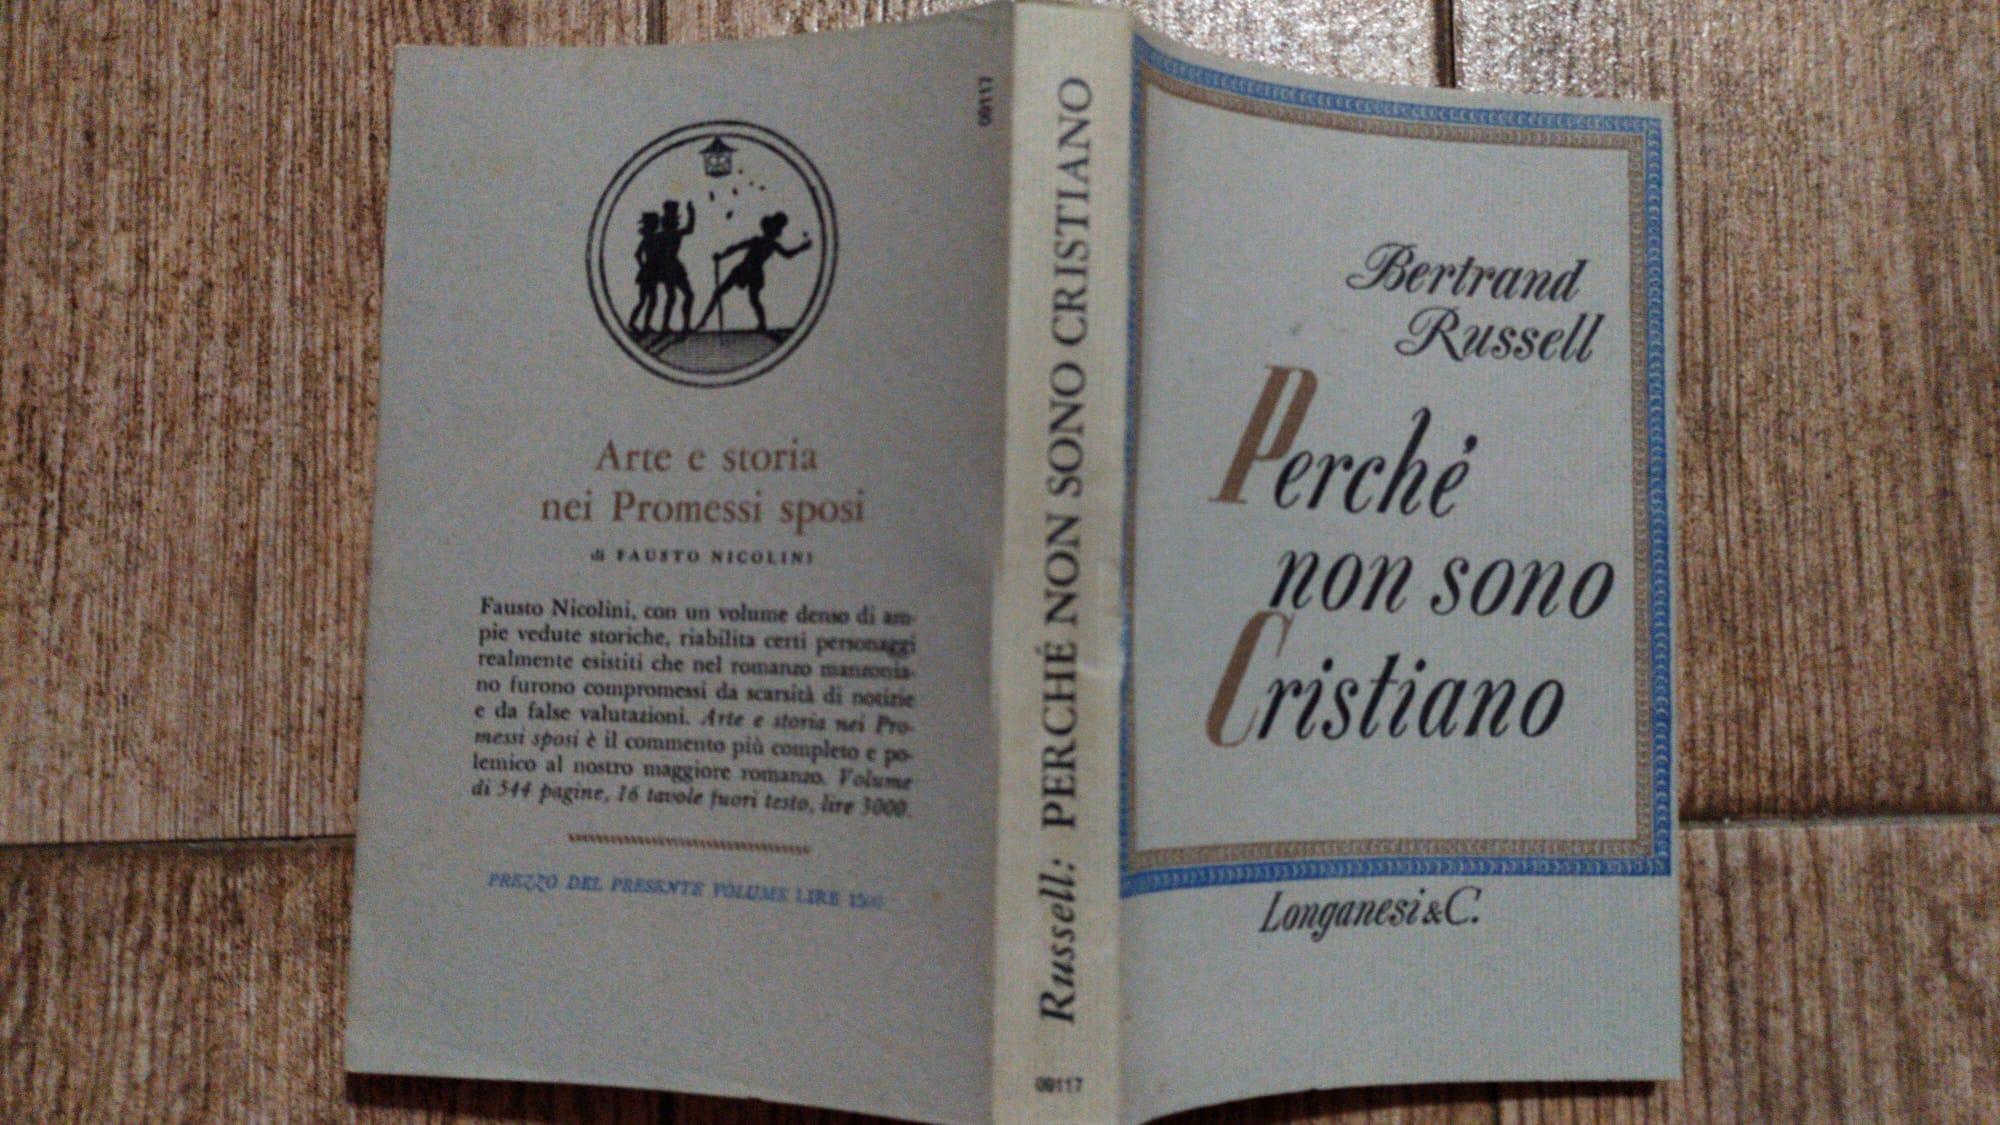 09117
Arte e storia
nei Promessi sposi
di FAUSTO NICOLINI
Fausto Nicolini, con un volume denso di am-
pie vedute storiche, riabilita certi personaggi
realmente esistiti che nel romanzo manzonia-
no furono compromessi da scarsità di notizie
e da false valutazioni. Arte e storia nei Pro-
messi sposi è il commento più completo e po-
lemico al nostro maggiore romanzo. Volume
di 544 pagine, 16 tavole fuori testo, lire 3000.
PREZZO DEL PRESENTE VOLUME LIRE
Russell: PERCHÉ NON SONO CRISTIANO
09117
Bertrand
Russell
Perché
non sono
Cristiano
Longanesi & C.